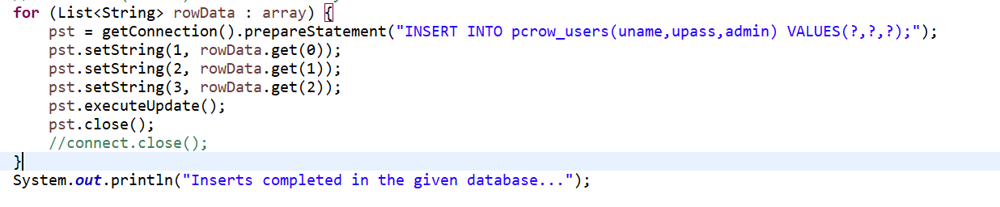 for (List<String> rowData : array) {
pst = getConnection().prepareStatement("INSERT INTO pcrow_users(uname,upass,admin) VALUES(?,?,?);");
pst.setString(1, rowData.get(0));
pst.setString(2, rowData.get(1));
pst.setString(3, rowData.get(2));
pst.executeUpdate();
pst.close();
//connect.close();
}
System.out.println("Inserts completed in the given database...");